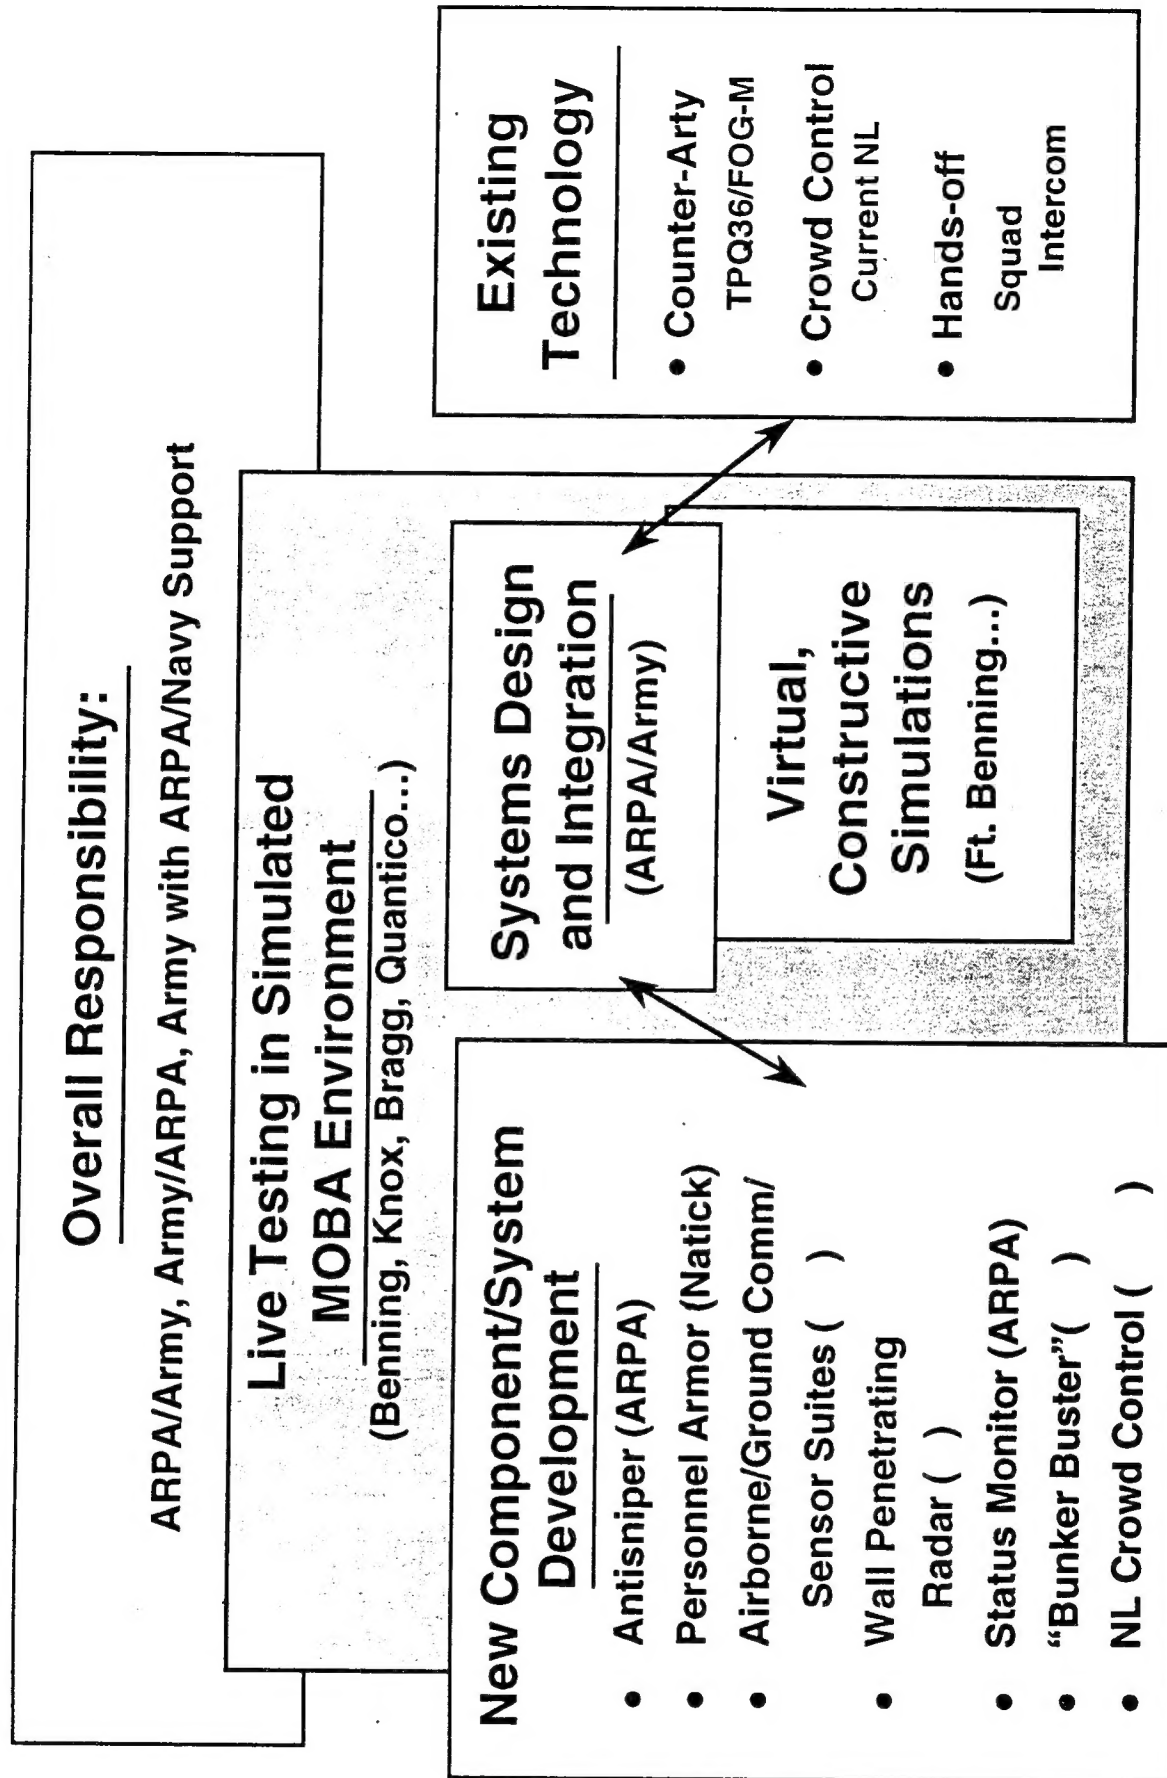 Overall Responsibility:
ARPA/Army, Army/ARPA, Army with ARPA/Navy Support
Live Testing in Simulated
MOBA Environment
(Benning, Knox, Bragg, Quantico...)
New Component/System
Development
• Antisniper (ARPA)
• Personnel Armor (Natick)
• Airborne/Ground Comm/
Sensor Suites ( )
• Wall Penetrating
Radar ( )
• Status Monitor (ARPA)
• “Bunker Buster”( )
• NL Crowd Control ( )
Systems Design
and Integration
(ARPA/Army)
Virtual,
Constructive
Simulations
(Ft. Benning...)
Existing
Technology
• Counter-Arty
TPQ36/FOG-M
• Crowd Control
Current NL
• Hands-off
Squad
Intercom